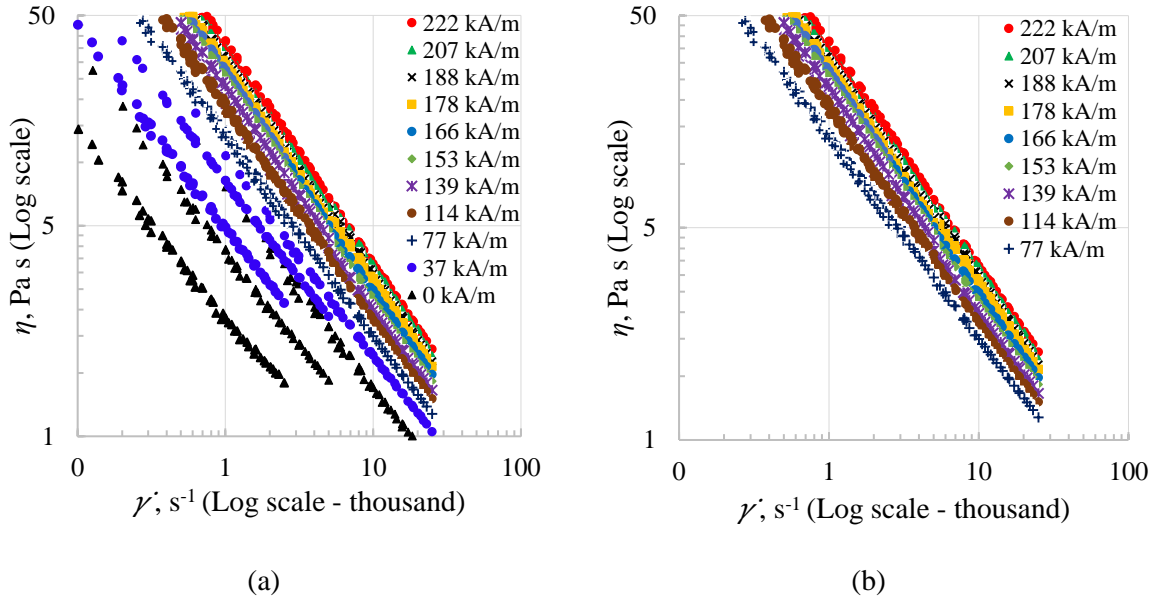 η, Pa s (Log scale)
50
5
1
0
1
10
100
γ˙, s-1 (Log scale - thousand)
222 kA/m
207 kA/m
188 kA/m
178 kA/m
166 kA/m
153 kA/m
139 kA/m
114 kA/m
77 kA/m
37 kA/m
0 kA/m
(a)
η, Pa s (Log scale)
50
5
1
0
1
10
100
γ˙, s-1 (Log scale - thousand)
222 kA/m
207 kA/m
188 kA/m
178 kA/m
166 kA/m
153 kA/m
139 kA/m
114 kA/m
77 kA/m
(b)